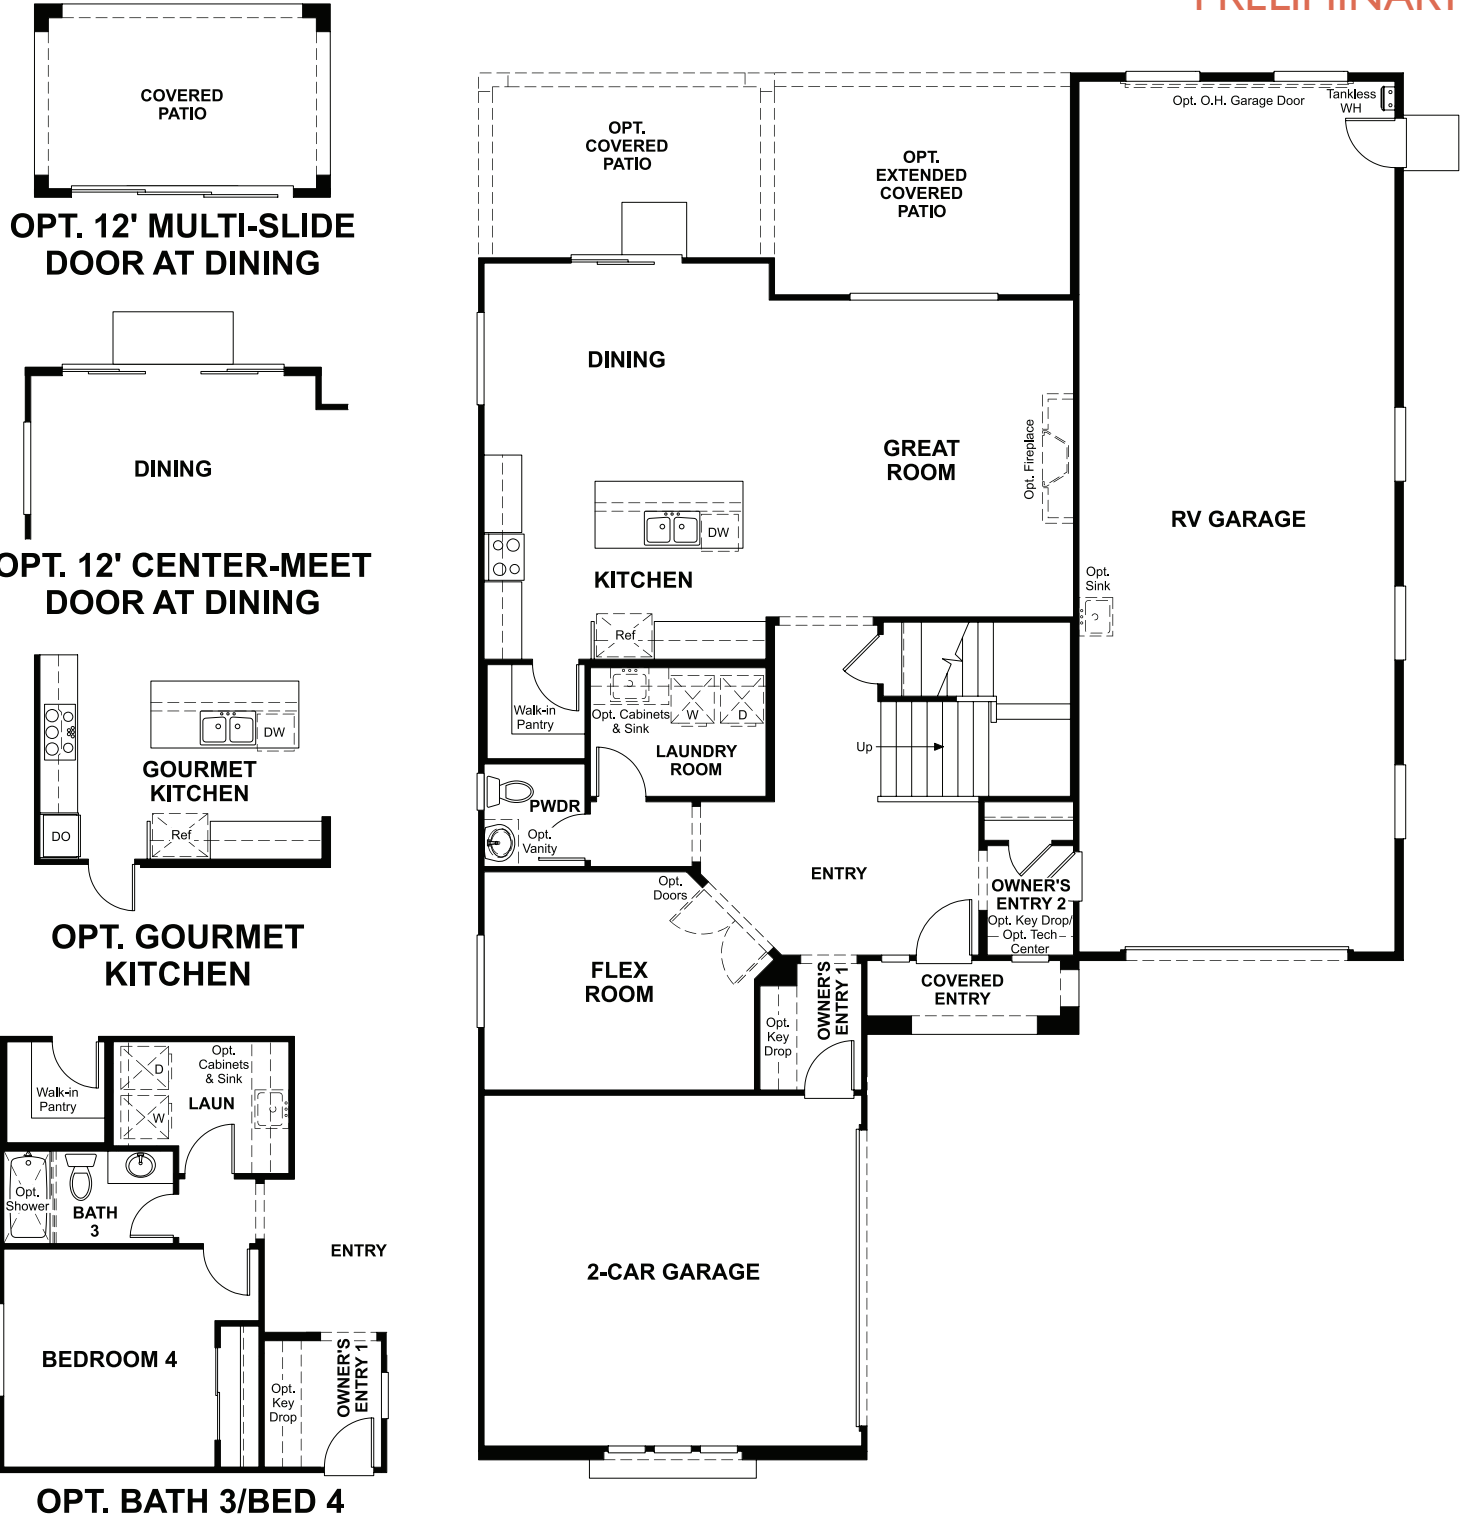 PRELIMINARY
COVERED
PATIO
OPT. 12' MULTI-SLIDE
DOOR AT DINING
DINING
OPT. 12' CENTER-MEET
DOOR AT DINING
DW
GOURMET
KITCHEN
DO
Ref
OPT. GOURMET
KITCHEN
Walk-in
Pantry
D
W
Opt.
Cabinets
& Sink
LAUN
Opt.
Shower
BATH
3
ENTRY
BEDROOM 4
Opt.
Key
Drop
OWNER'S
ENTRY 1
OPT. BATH 3/BED 4
OPT.
COVERED
PATIO
OPT.
EXTENDED
COVERED
PATIO
Opt. O.H. Garage Door
Tankless
WH
DINING
GREAT
ROOM
Opt. Fireplace
RV GARAGE
DW
KITCHEN
Ref
Opt.
Sink
Walk-in
Pantry
Opt. Cabinets
& Sink
W
D
LAUNDRY
ROOM
Up
PWDR
Opt.
Vanity
ENTRY
Opt.
Doors
OWNER'S
ENTRY 2
Opt. Key Drop/
Opt. Tech
Center
FLEX
ROOM
OWNER'S
ENTRY 1
Opt.
Key
Drop
COVERED
ENTRY
2-CAR GARAGE